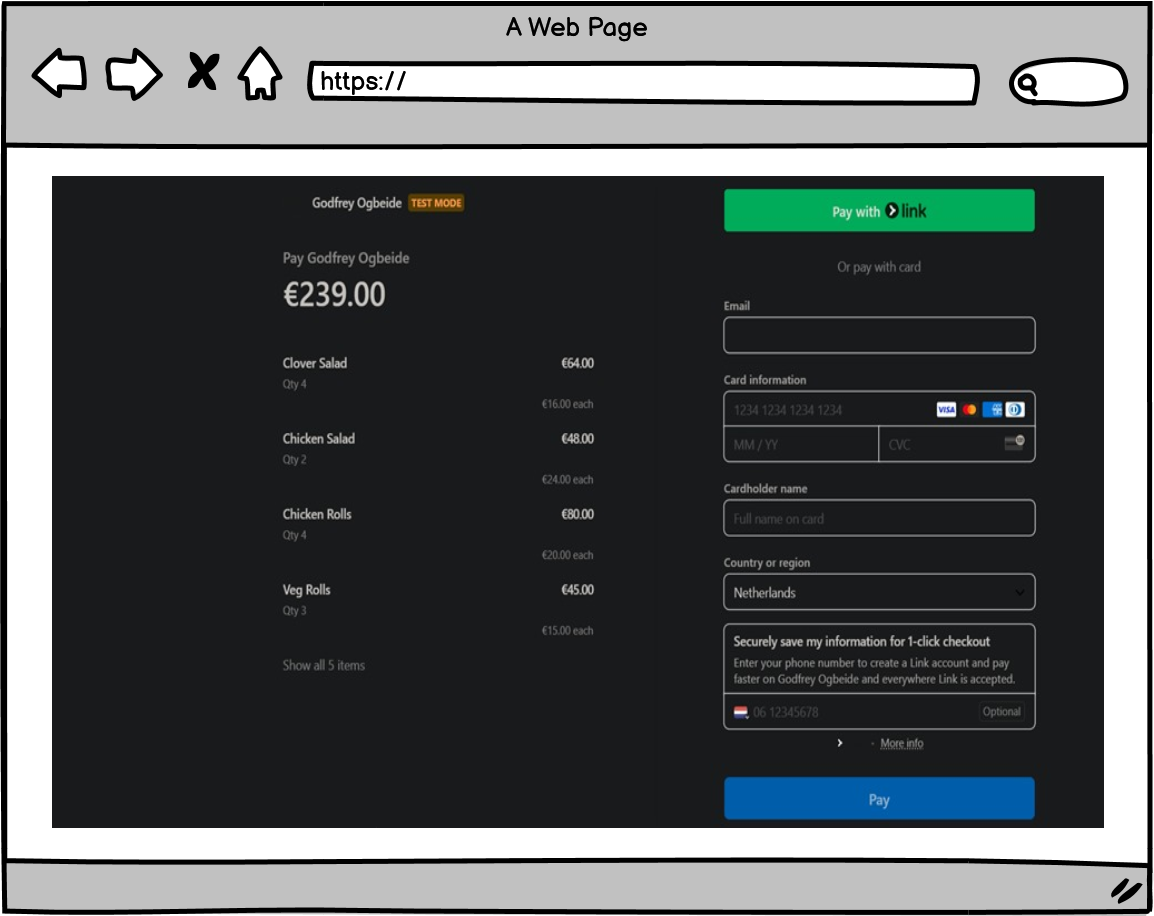 A Web Page
https://
Godfrey Ogbeide TEST MODE
Pay Godfrey Ogbeide
€239.00
Clover Salad €64.00
Qty 4
€16.00 each
Chicken Salad €48.00
Qty 2
€24.00 each
Chicken Rolls €80.00
Qty 4
€20.00 each
Veg Rolls €45.00
Qty 3
€15.00 each
Show all 5 items
Pay with link
Or pay with card
Email
Card information
1234 1234 1234 1234 VISA
MM / YY CVC
Cardholder name
Full name on card
Country or region
Netherlands
Securely save my information for 1-click checkout
Enter your phone number to create a Link account and pay
faster on Godfrey Ogbeide and everywhere Link is accepted.
06 12345678 Optional
· More info
Pay